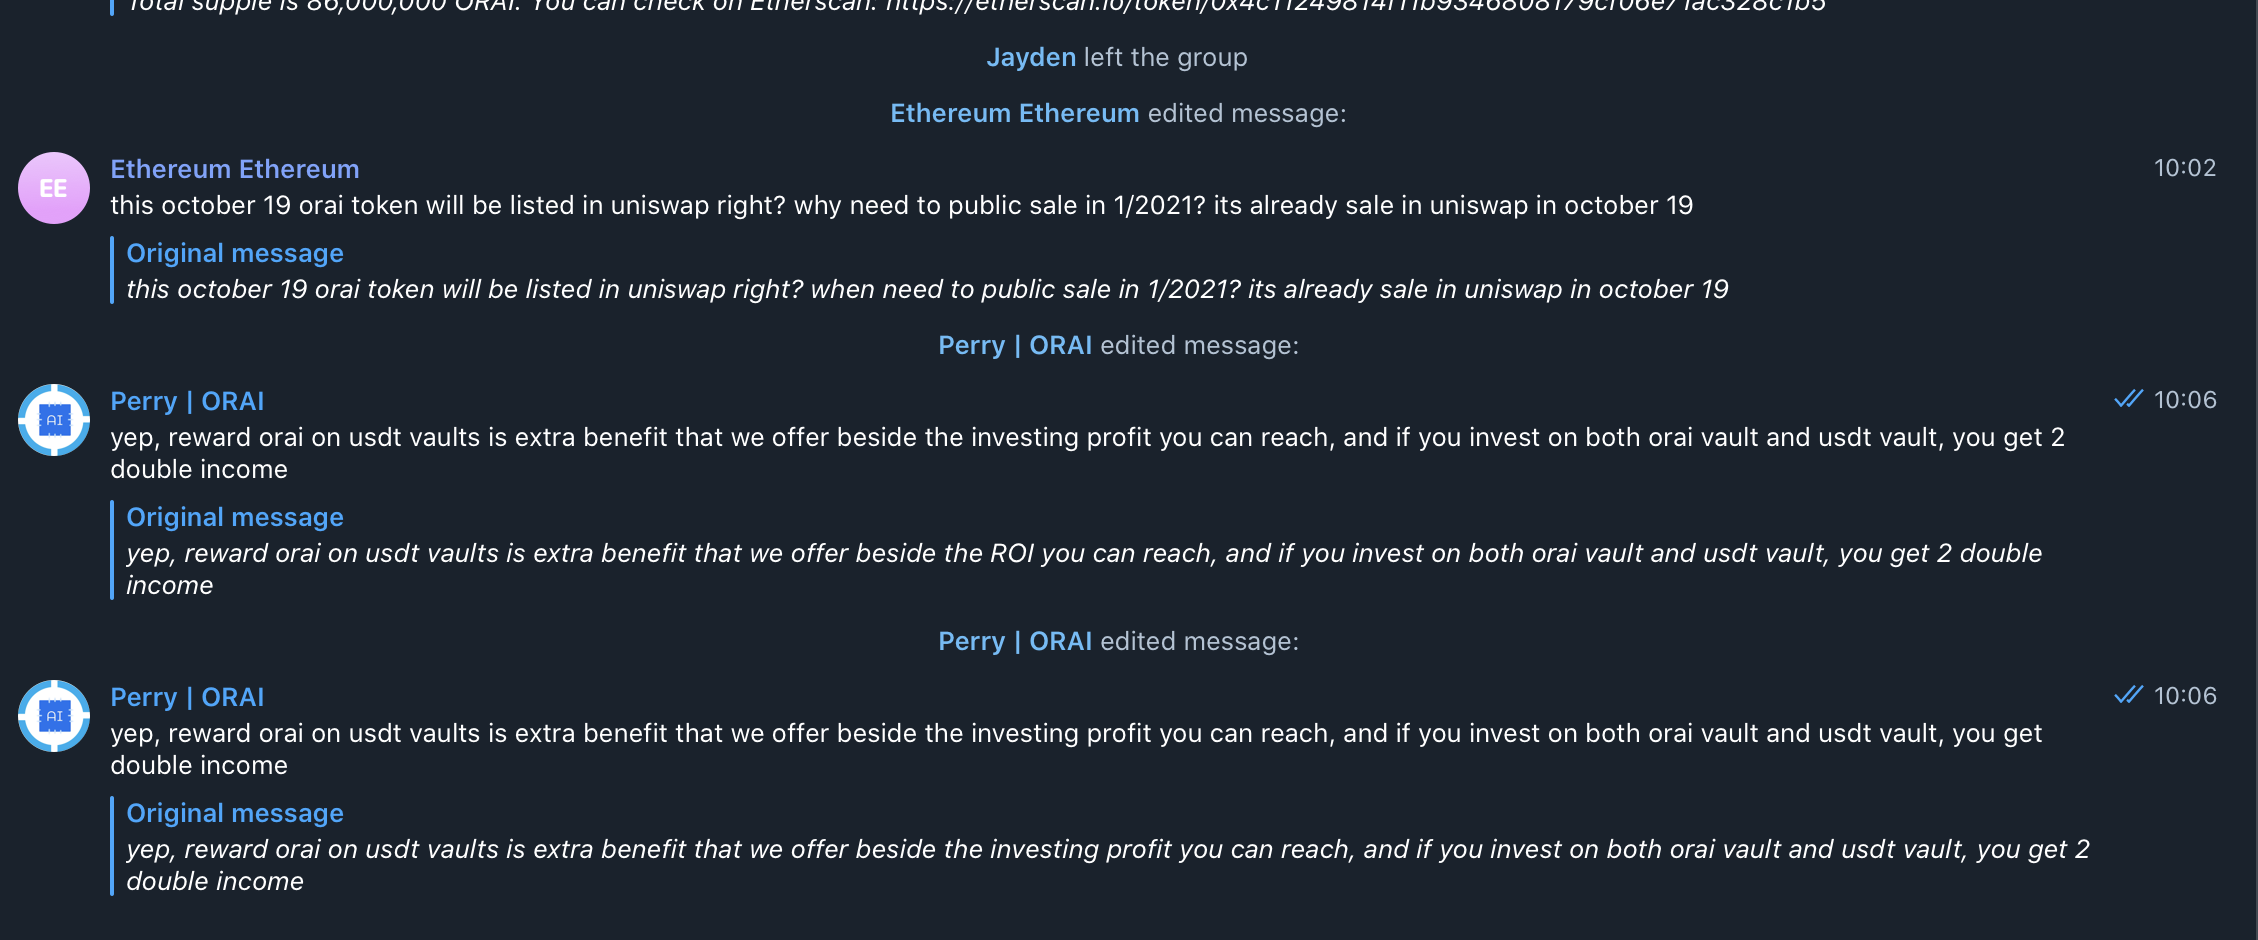 Total supple is 86,000,000 ORAI. You can check on Etherscan:
Jayden left the group
Ethereum Ethereum edited message:
EE
Ethereum Ethereum
10:02
this october 19 orai token will be listed in uniswap right? why need to public sale in 1/2021? its already sale in uniswap in october 19
Original message
this october 19 orai token will be listed in uniswap right? when need to public sale in 1/2021? its already sale in uniswap in october 19
Perry | ORAI edited message:
AI
Perry | ORAI
10:06
yep, reward orai on usdt vaults is extra benefit that we offer beside the investing profit you can reach, and if you invest on both orai vault and usdt vault, you get 2
double income
Original message
yep, reward orai on usdt vaults is extra benefit that we offer beside the ROI you can reach, and if you invest on both orai vault and usdt vault, you get 2 double
income
Perry | ORAI edited message:
AI
Perry | ORAI
10:06
yep, reward orai on usdt vaults is extra benefit that we offer beside the investing profit you can reach, and if you invest on both orai vault and usdt vault, you get
double income
Original message
yep, reward orai on usdt vaults is extra benefit that we offer beside the investing profit you can reach, and if you invest on both orai vault and usdt vault, you get 2
double income